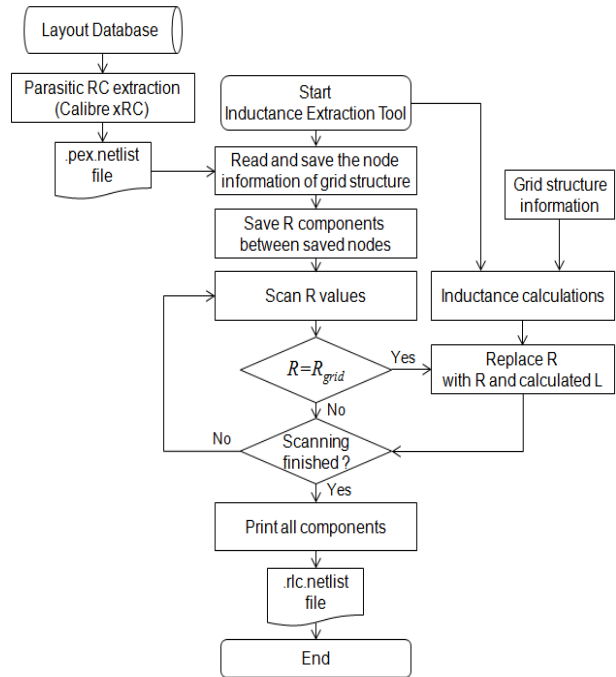 Layout Database
Parasitic RC extraction
(Calibre xRC)
.pex.netlist
file
Start
Inductance Extraction Tool
Read and save the node
information of grid structure
Grid structure
information
Save R components
between saved nodes
Scan R values
Inductance calculations
R=Rgrid
Yes
Replace R
with R and calculated L
No
No
Scanning
finished ?
Yes
Print all components
.rlc.netlist
file
End